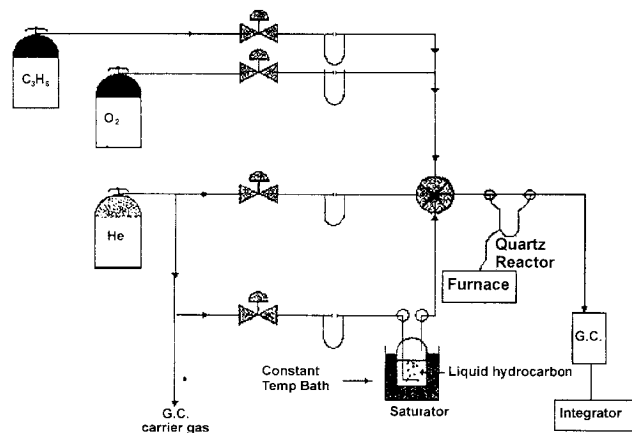 C₃H₆
O₂
He
Quartz
Reactor
Furnace
G.C.
Constant
Temp Bath
Liquid hydrocarbon
Saturator
G.C.
carrier gas
Integrator